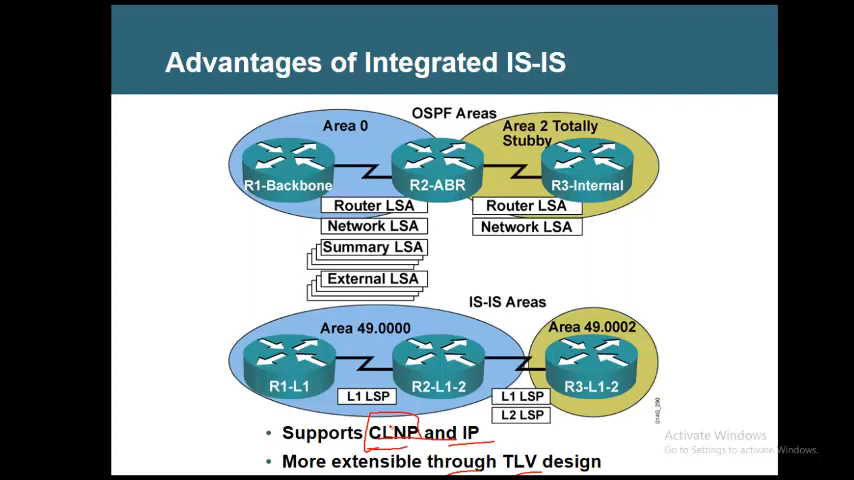 Advantages of Integrated IS-IS
OSPF Areas
Area 0
Area 2 Totally
Stubby
R1-Backbone
R2-ABR
R3-Internal
Router LSA
Router LSA
Network LSA
Network LSA
Summary LSA
External LSA
IS-IS Areas
Area 49.0000
Area 49.0002
R1-L1
R2-L1-2
R3-L1-2
L1 LSP
L1 LSP
L2 LSP
• Supports CLNP and IP
• More extensible through TLV design
Activate Windows
Go to Settings to activate Windows.